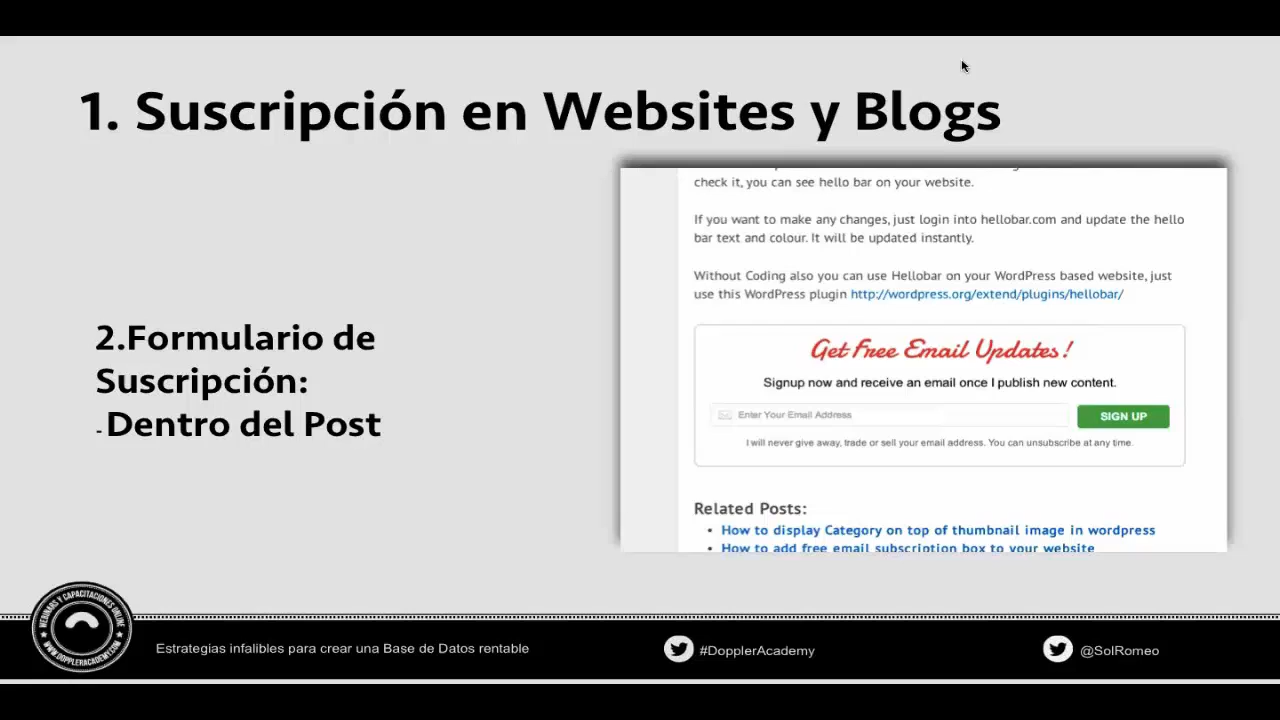 1. Suscripción en Websites y Blogs
2.Formulario de
Suscripción:
- Dentro del Post
check it, you can see hello bar on your website.
If you want to make any changes, just login into hellobar.com and update the hello
bar text and colour. It will be updated instantly.
Without Coding also you can use Hellobar on your WordPress based website, just
use this WordPress plugin http://wordpress.org/extend/plugins/hellobar/
Get Free Email Updates!
Signup now and receive an email once I publish new content.
Enter Your Email Address
SIGN UP
I will never give away, trade or sell your email address. You can unsubscribe at any time.
Related Posts:
• How to display Category on top of thumbnail image in wordpress
• How to add free email subscription box to your website
WEBINARS Y CAPACITACIONES ONLINE
WWW.DOPPLERACADEMY.COM
Estrategias infalibles para crear una Base de Datos rentable
#DopplerAcademy
@SolRomeo